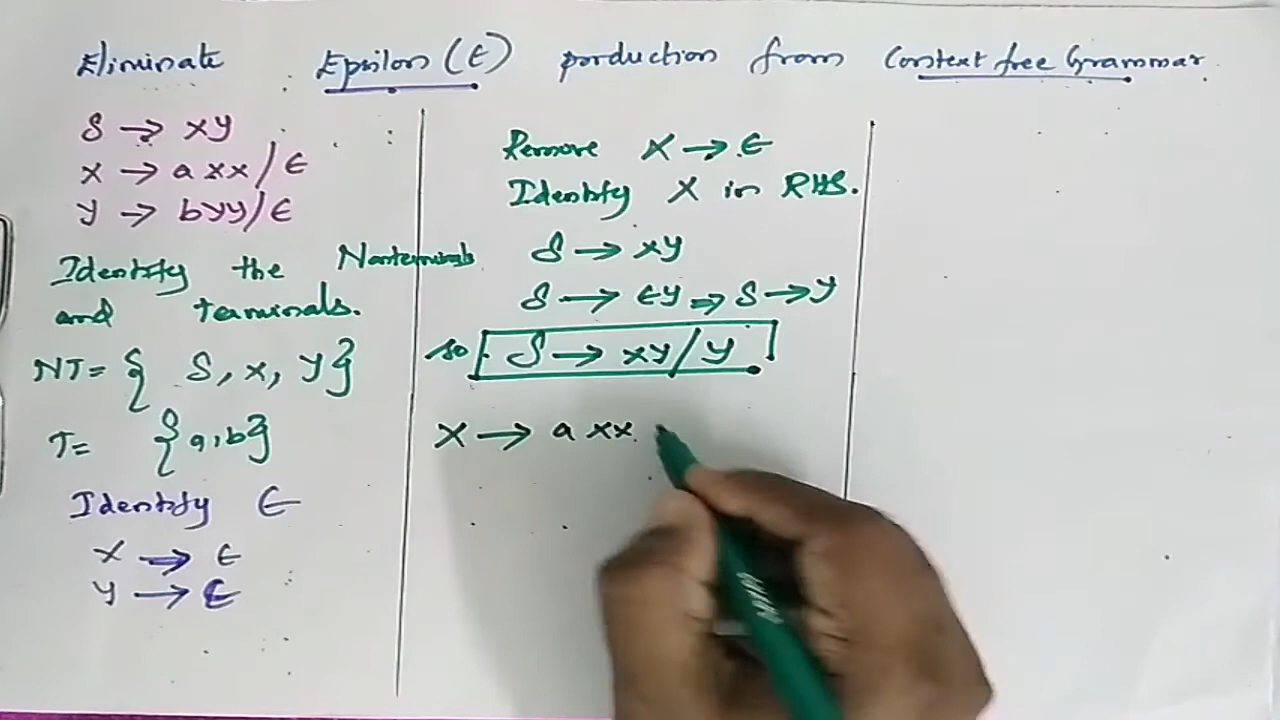 Eliminate Epsilon (ϵ) porduction from Context free Grammar
S → XY
X → aXX/ϵ
Y → bYY/ϵ
Identify the Nonterminals
and terminals.
NT= { S, X, Y}
T= {a,b}
Identify ϵ
X → ϵ
Y → ϵ
Remove X → ϵ
Identify X in RHS.
S → XY
S → ϵY ⇒ S → Y
so S → XY/Y
X → aXX